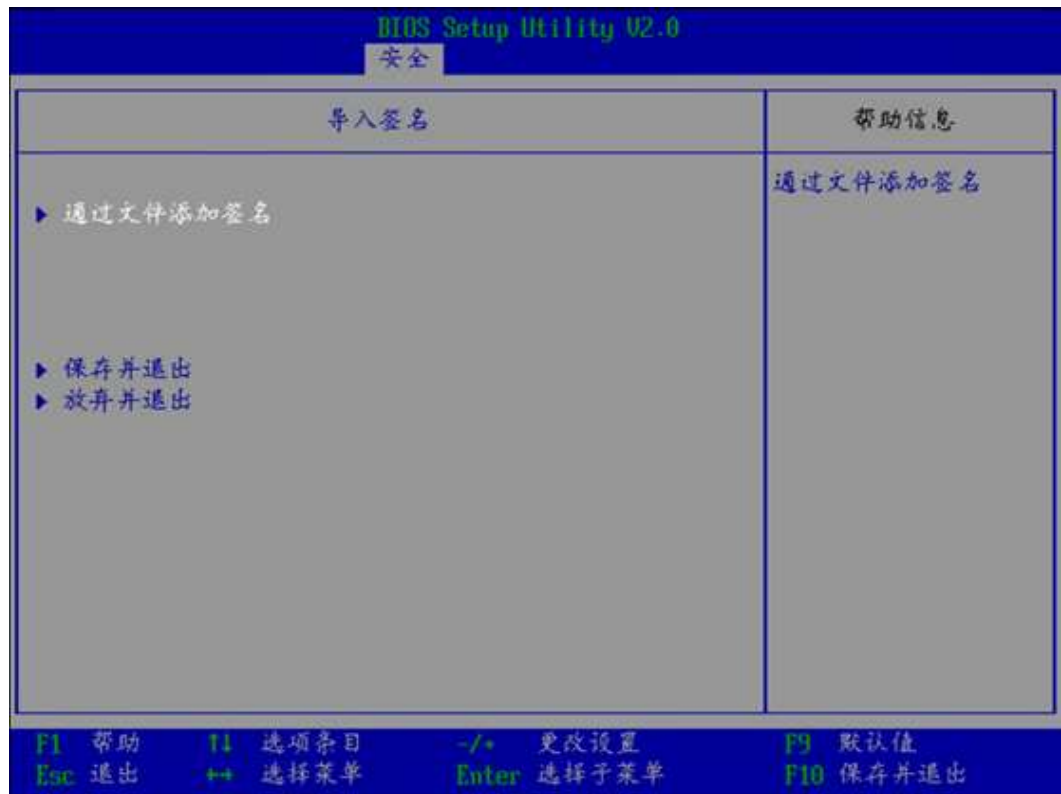 BIOS Setup Utility V2.0
安全
导入签名
帮助信息
通过文件添加签名
通过文件添加签名
保存并退出
放弃并退出
F1 帮助 ↑↓ 选项条目 -/+ 更改设置 F9 默认值
Esc 退出 ←→ 选择菜单 Enter 选择子菜单 F10 保存并退出